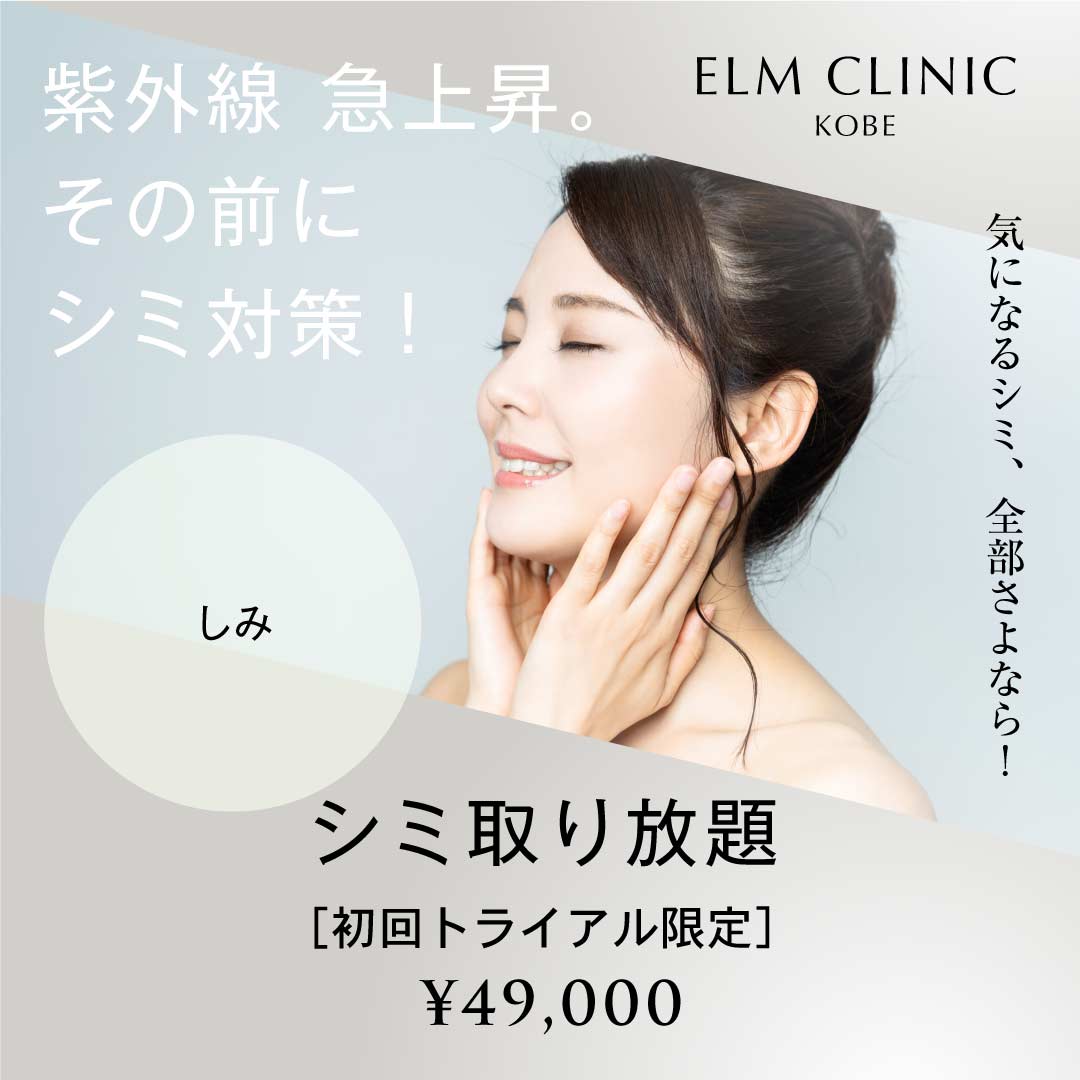 紫外線 急上昇。
その前に
シミ対策！
ELM CLINIC
KOBE
気になるシミ、全部さよなら！
しみ
シミ取り放題
［初回トライアル限定］
¥49,000